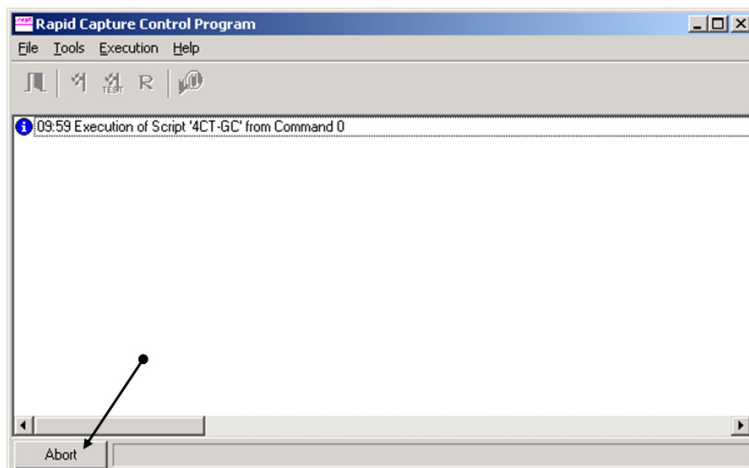 Rapid Capture Control Program
File Tools Execution Help
TEST R
09:59 Execution of Script '4CT-GC' from Command 0
Abort